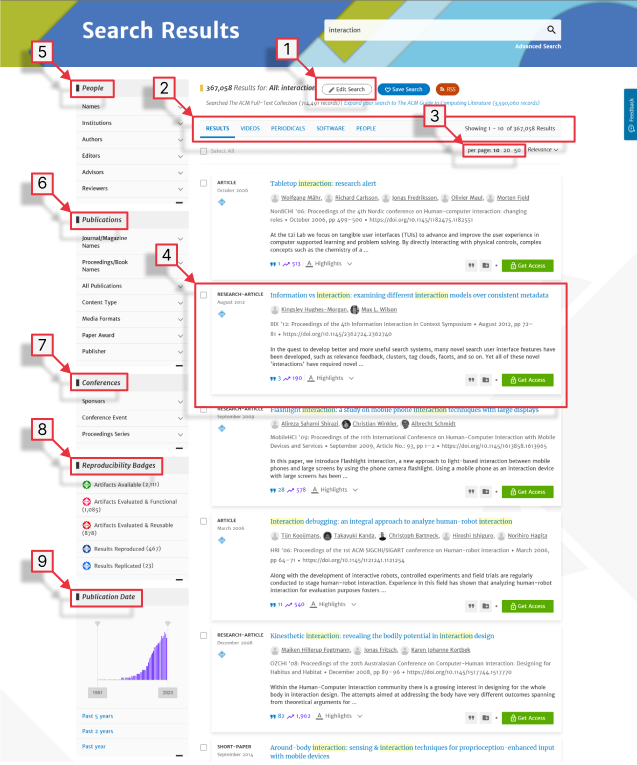 Search Results
interaction
Advanced Search
1
5
People
Names
Institutions
Authors
Editors
Advisors
Reviewers
6
Publications
Journal/Magazine
Names
Proceedings/Book
Names
All Publications
Content Type
Media Formats
Paper Award
Publisher
7
Conferences
Sponsors
Conference Event
Proceedings Series
8
Reproducibility Badges
Artifacts Available (2,111)
Artifacts Evaluated & Functional
(1,085)
Artifacts Evaluated & Reusable
(878)
Results Reproduced (467)
Results Replicated (23)
9
Publication Date
1951
2023
Past 5 years
Past 2 years
Past year
367,058 Results for: All: interaction
Edit Search
Save Search
RSS
2
Searched The ACM Full-Text Collection (714,491 records) | Expand your search to The ACM Guide to Computing Literature (3,590,060 records)
3
RESULTS VIDEOS PERIODICALS SOFTWARE PEOPLE
Showing 1 - 10 of 367,058 Results
Select All
per page: 10 . 20 . 50
Relevance
Feedback
ARTICLE
October 2006
Tabletop interaction: research alert
Wolfgang Mähr, Richard Carlsson, Jonas Fredriksson, Olivier Maul, Morten Fjeld
NordiCHI '06: Proceedings of the 4th Nordic conference on Human-computer interaction: changing
roles • October 2006, pp 499-500 • https://doi.org/10.1145/1182475.1182551
At the t2i Lab we focus on tangible user interfaces (TUIs) to advance and improve the user experience in
computer supported learning and problem solving. By directly interacting with physical controls, complex
concepts such as the chemistry of a ...
1 513 Highlights
Get Access
4
RESEARCH-ARTICLE
August 2012
Information vs interaction: examining different interaction models over consistent metadata
Kingsley Hughes-Morgan, Max L. Wilson
IIIX '12: Proceedings of the 4th Information Interaction in Context Symposium • August 2012, pp 72-
81 • https://doi.org/10.1145/2362724.2362740
In the quest to develop better and more useful search systems, many novel search user interface features have
been developed, such as relevance feedback, clusters, tag clouds, facets, and so on. Yet all of these novel
'interactions' have required novel ...
3 190 Highlights
Get Access
RESEARCH-ARTICLE
September 2009
Flashlight interaction: a study on mobile phone interaction techniques with large displays
Alireza Sahami Shirazi, Christian Winkler, Albrecht Schmidt
MobileHCI '09: Proceedings of the 11th International Conference on Human-Computer Interaction with Mobile
Devices and Services • September 2009, Article No.: 93, pp 1-2 • https://doi.org/10.1145/1613858.1613965
In this paper, we introduce Flashlight interaction, a new approach to light-based interaction between mobile
phones and large screens by using the phone camera flashlight. Using a mobile phone as an interaction device
with large screens has been ...
28 578 Highlights
Get Access
ARTICLE
March 2006
Interaction debugging: an integral approach to analyze human-robot interaction
Tijn Kooijmans, Takayuki Kanda, Christoph Bartneck, Hiroshi Ishiguro, Norihiro Hagita
HRI '06: Proceedings of the 1st ACM SIGCHI/SIGART conference on Human-robot interaction • March 2006,
pp 64-71 • https://doi.org/10.1145/1121241.1121254
Along with the development of interactive robots, controlled experiments and field trials are regularly
conducted to stage human-robot interaction. Experience in this field has shown that analyzing human-robot
interaction for evaluation purposes fosters ...
11 540 Highlights
Get Access
RESEARCH-ARTICLE
December 2008
Kinesthetic interaction: revealing the bodily potential in interaction design
Maiken Hillerup Fogtmann, Jonas Fritsch, Karen Johanne Kortbek
OZCHI '08: Proceedings of the 20th Australasian Conference on Computer-Human Interaction: Designing for
Habitus and Habitat • December 2008, pp 89-96 • https://doi.org/10.1145/1517744.1517770
Within the Human-Computer Interaction community there is a growing interest in designing for the whole
body in interaction design. The attempts aimed at addressing the body have very different outcomes spanning
from theoretical arguments for ...
82 1,962 Highlights
Get Access
SHORT-PAPER
September 2014
Around-body interaction: sensing & interaction techniques for proprioception-enhanced input
with mobile devices